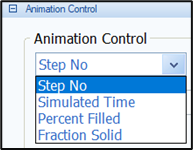 Animation Control
Animation Control
Step No
Step No
Simulated Time
Percent Filled
Fraction Solid